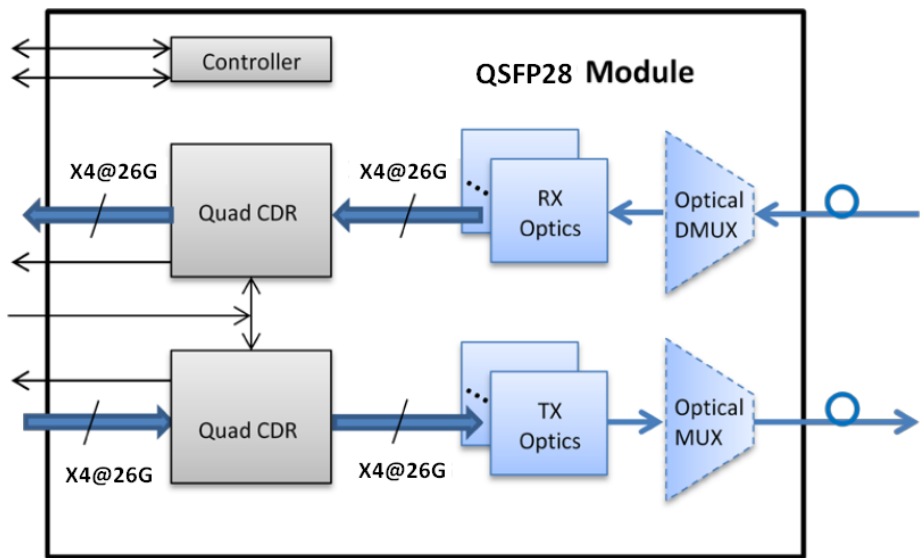 Controller
QSFP28 Module
X4@26G
X4@26G
Quad CDR
RX
Optics
Optical
DMUX
Quad CDR
TX
Optics
Optical
MUX
X4@26G
X4@26G